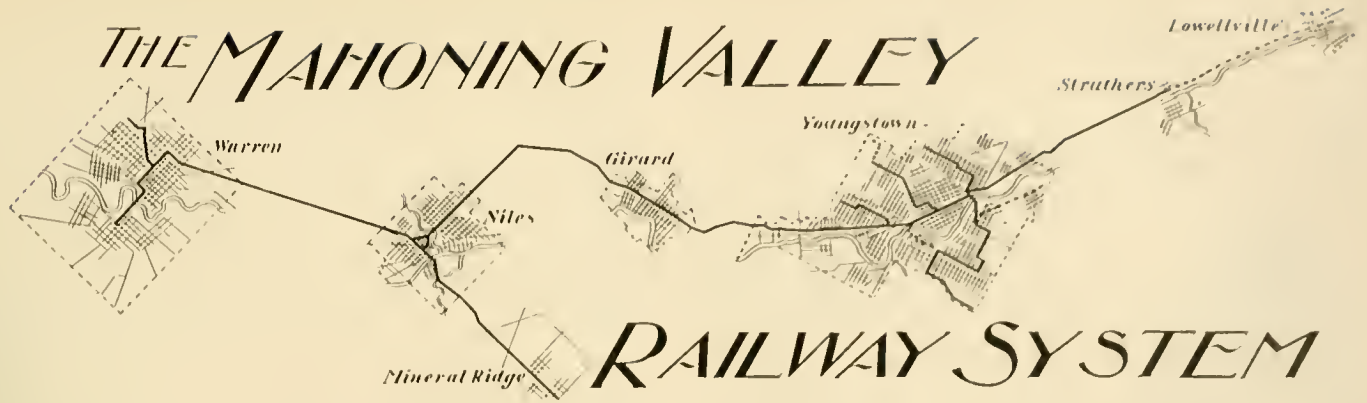 THE MAHONING VALLEY
RAILWAY SYSTEM
Warren
Niles
Mineral Ridge
Girard
Youngstown
Struthers
Lowellville